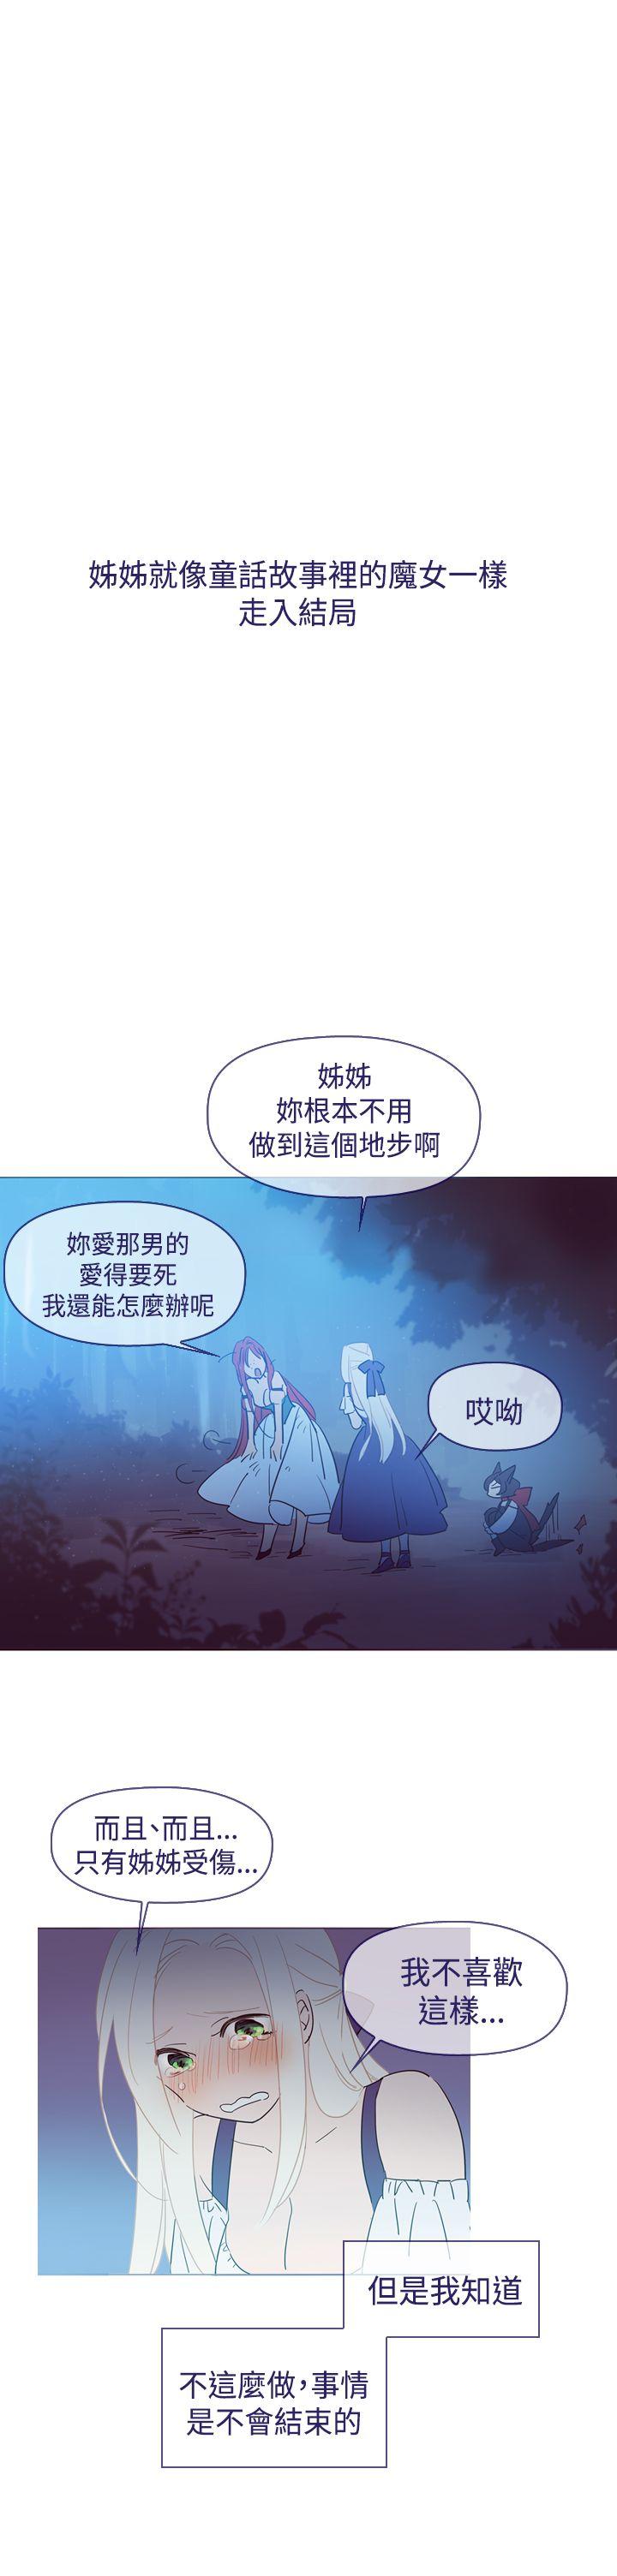 姊姊就像童話故事裡的魔女一樣
走入結局
姊姊
妳根本不用
做到這個地步啊
妳愛那男的
愛得要死
我還能怎麼辦呢
哎呦
而且、而且...
只有姊姊受傷...
我不喜歡
這樣...
但是我知道
不這麼做，事情
是不會結束的